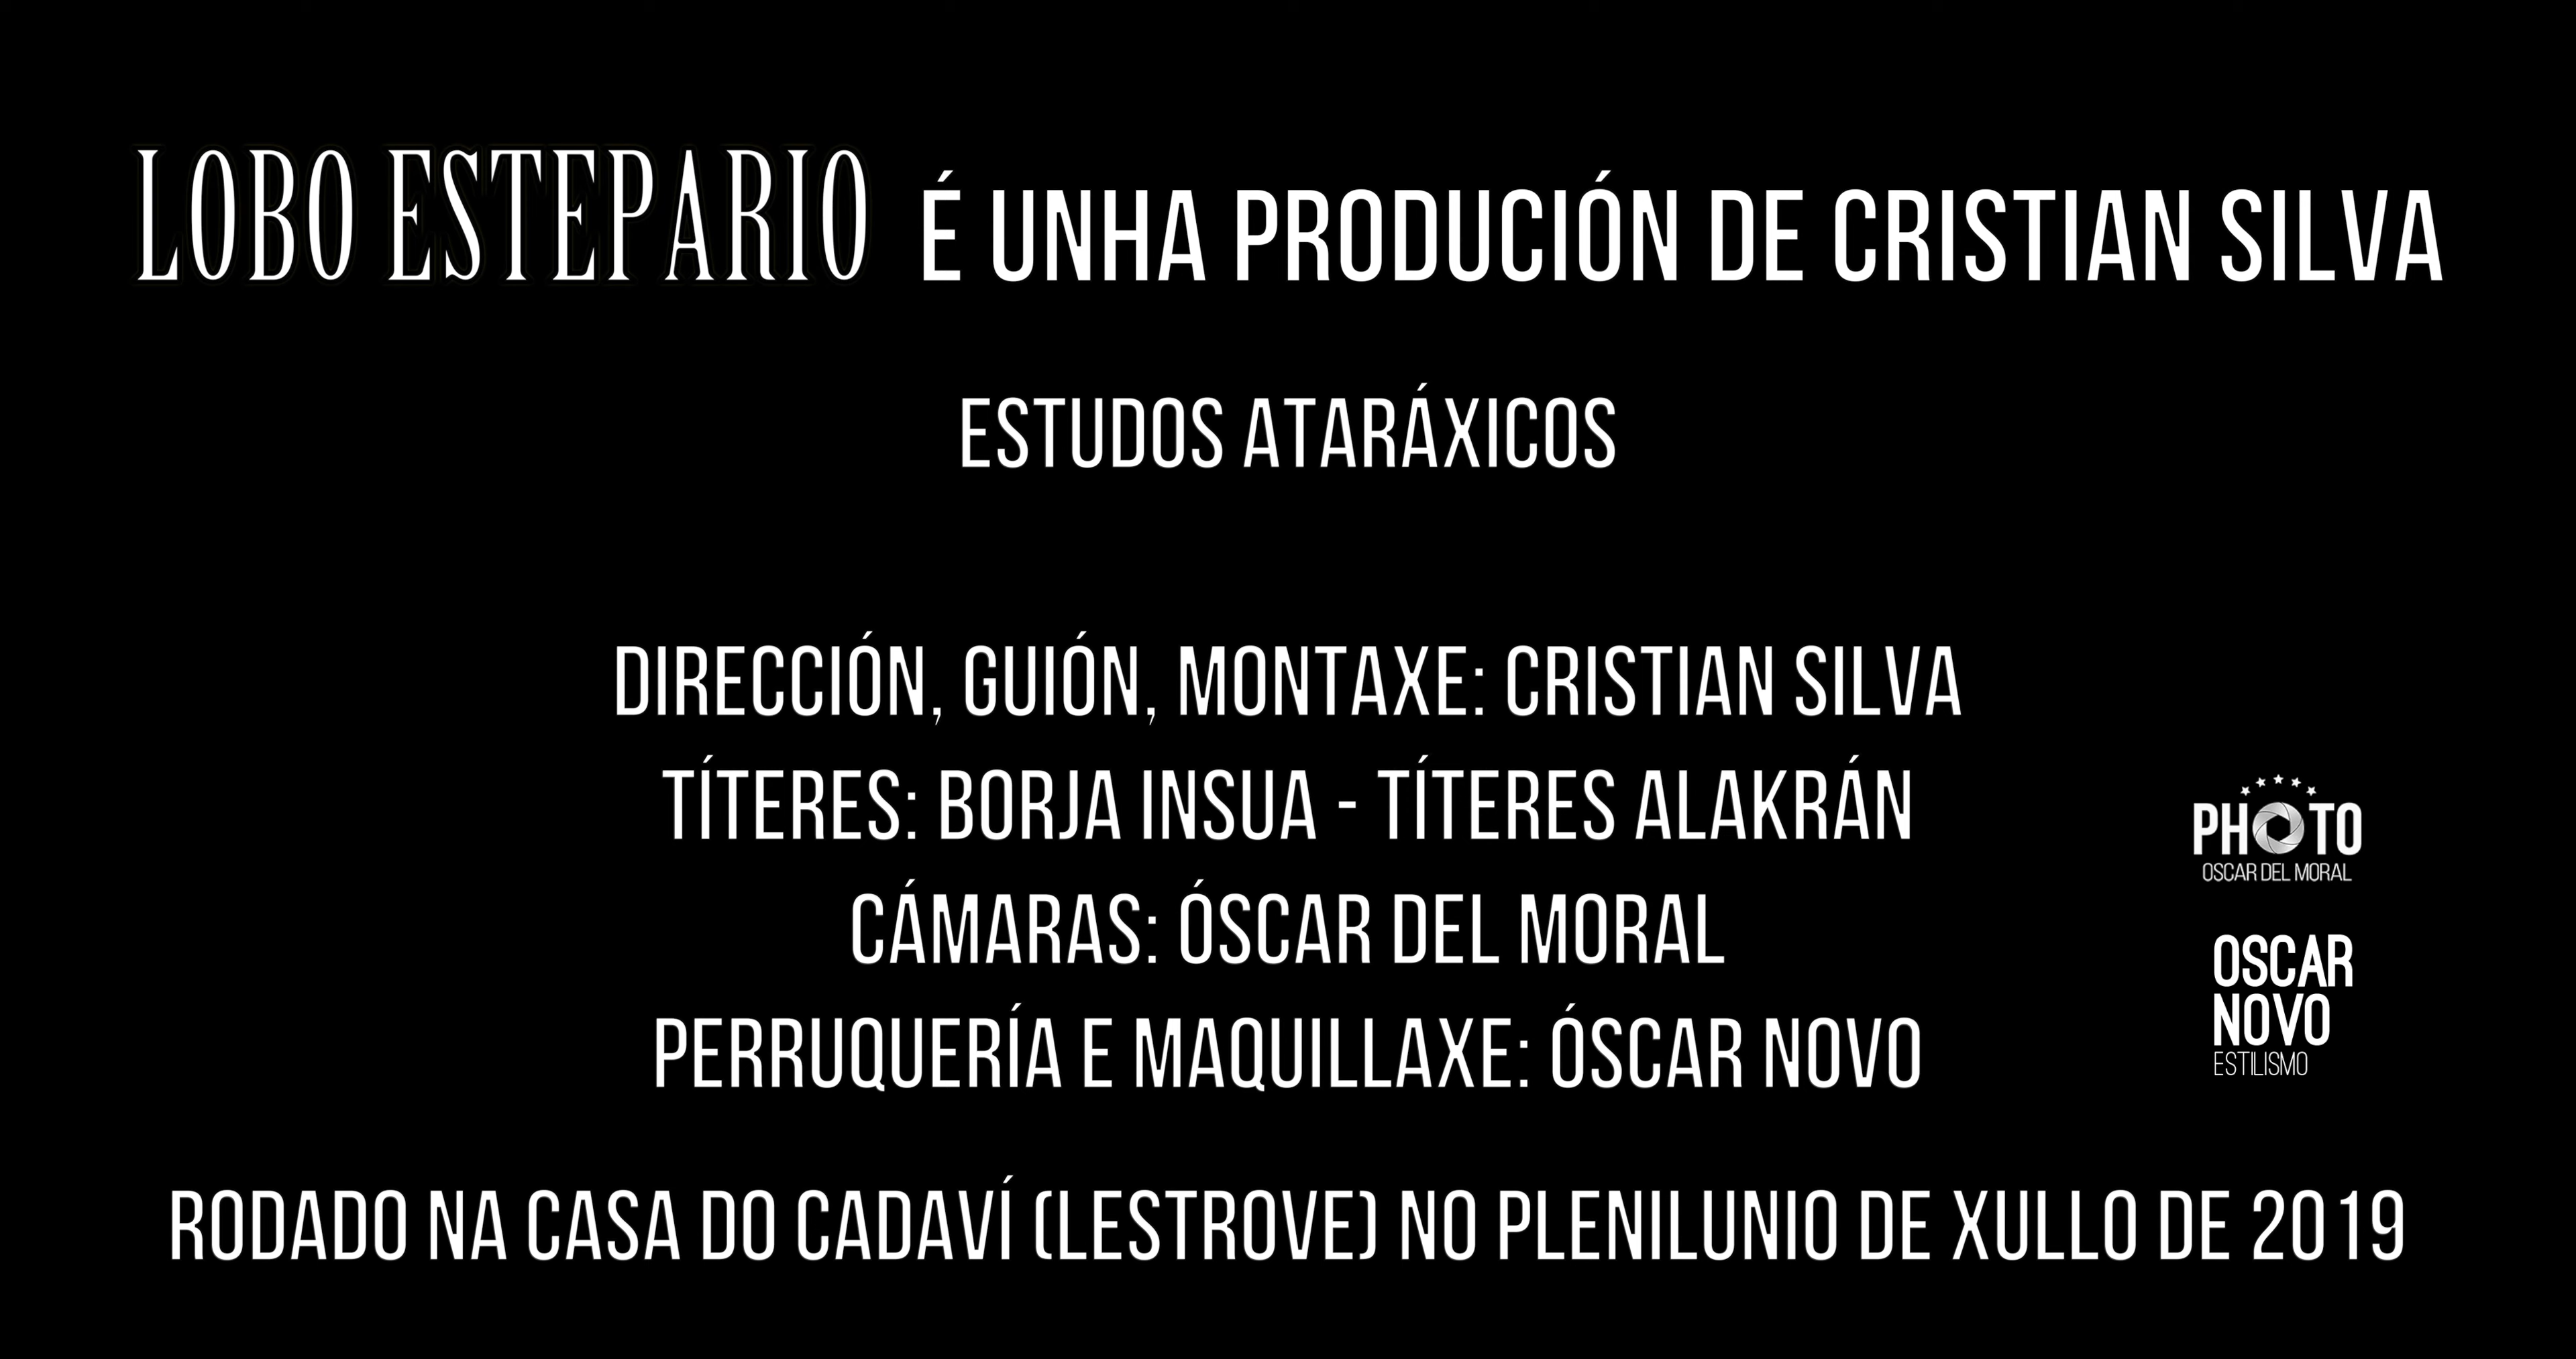 LOBO ESTEPARIO É UNHA PRODUCIÓN DE CRISTIAN SILVA
ESTUDOS ATARÁXICOS
DIRECCIÓN, GUIÓN, MONTAXE: CRISTIAN SILVA
TÍTERES: BORJA INSUA - TÍTERES ALAKRÁN
CÁMARAS: ÓSCAR DEL MORAL
PERRUQUERÍA E MAQUILLAXE: ÓSCAR NOVO
PHOTO
OSCAR DEL MORAL
OSCAR
NOVO
ESTILISMO
RODADO NA CASA DO CADAVÍ (LESTROVE) NO PLENILUNIO DE XULLO DE 2019